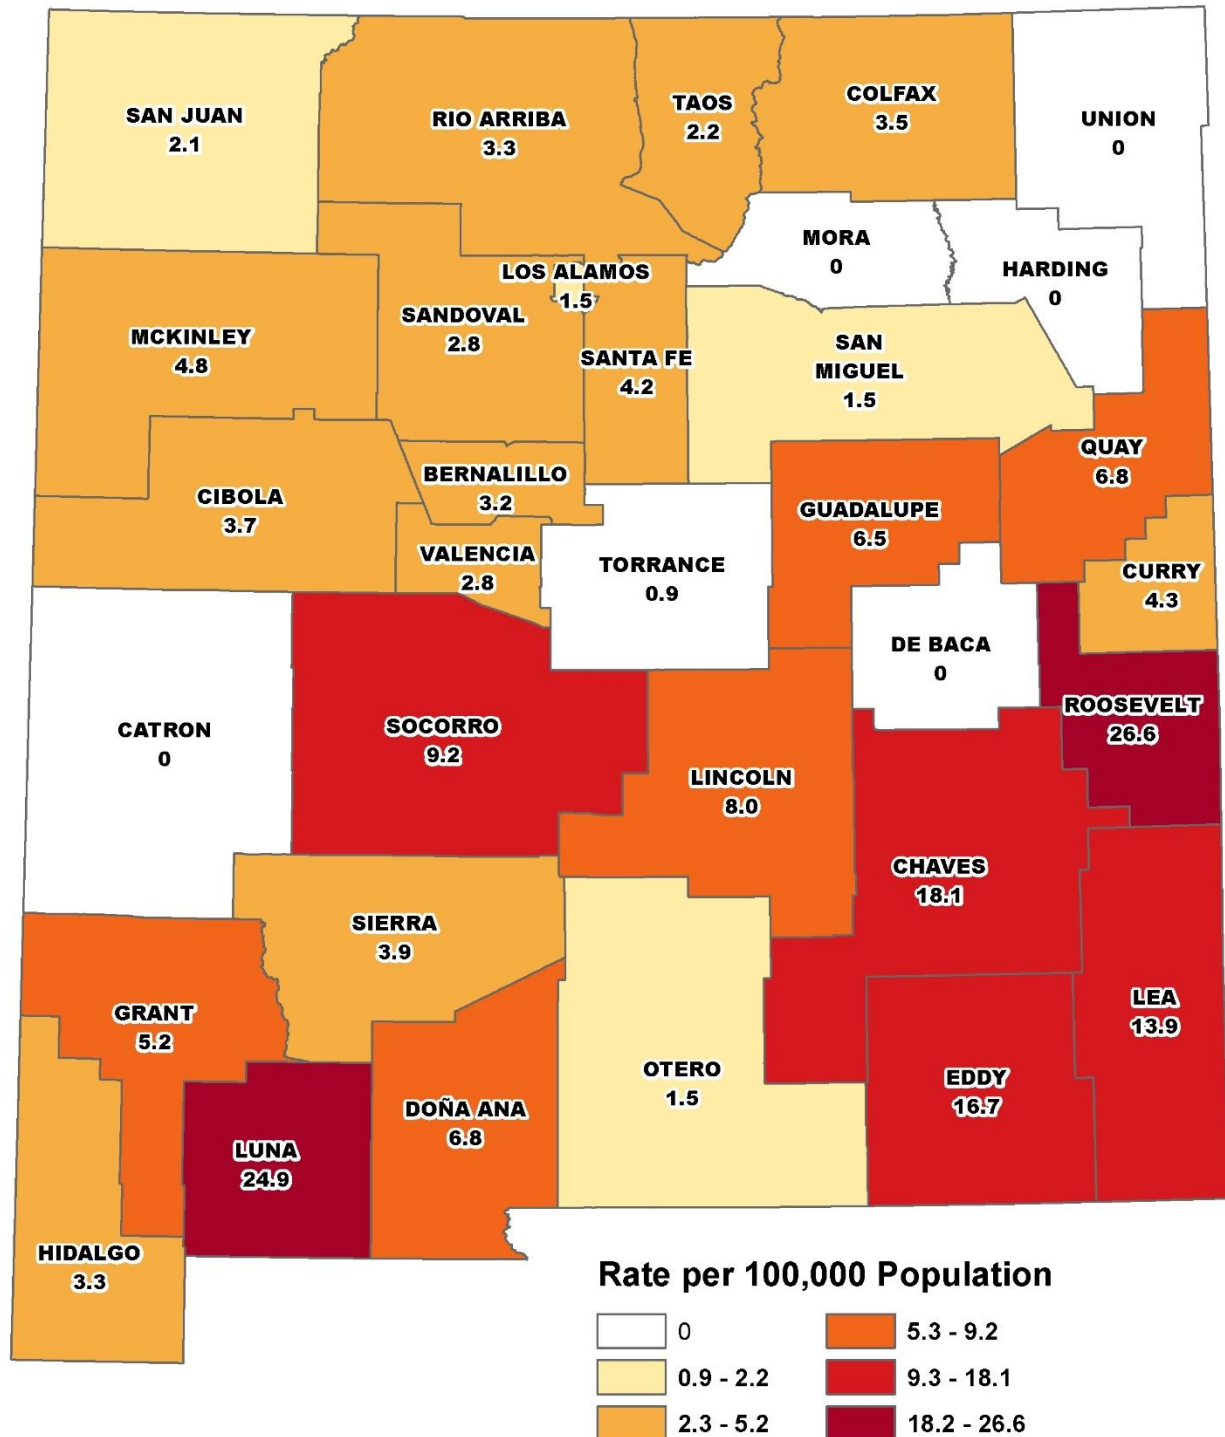 SAN JUAN
2.1
RIO ARRIBA
3.3
TAOS
2.2
COLFAX
3.5
UNION
0
MORA
0
HARDING
0
LOS ALAMOS
1.5
MCKINLEY
4.8
SANDOVAL
2.8
SANTA FE
4.2
SAN
MIGUEL
1.5
QUAY
6.8
CIBOLA
3.7
BERNALILLO
3.2
GUADALUPE
6.5
VALENCIA
2.8
TORRANCE
0.9
CURRY
4.3
DE BACA
0
ROOSEVELT
26.6
CATRON
0
SOCORRO
9.2
LINCOLN
8.0
CHAVES
18.1
SIERRA
3.9
GRANT
5.2
LEA
13.9
OTERO
1.5
EDDY
16.7
DOÑA ANA
6.8
LUNA
24.9
HIDALGO
3.3
Rate per 100,000 Population
0
0.9 - 2.2
2.3 - 5.2
5.3 - 9.2
9.3 - 18.1
18.2 - 26.6